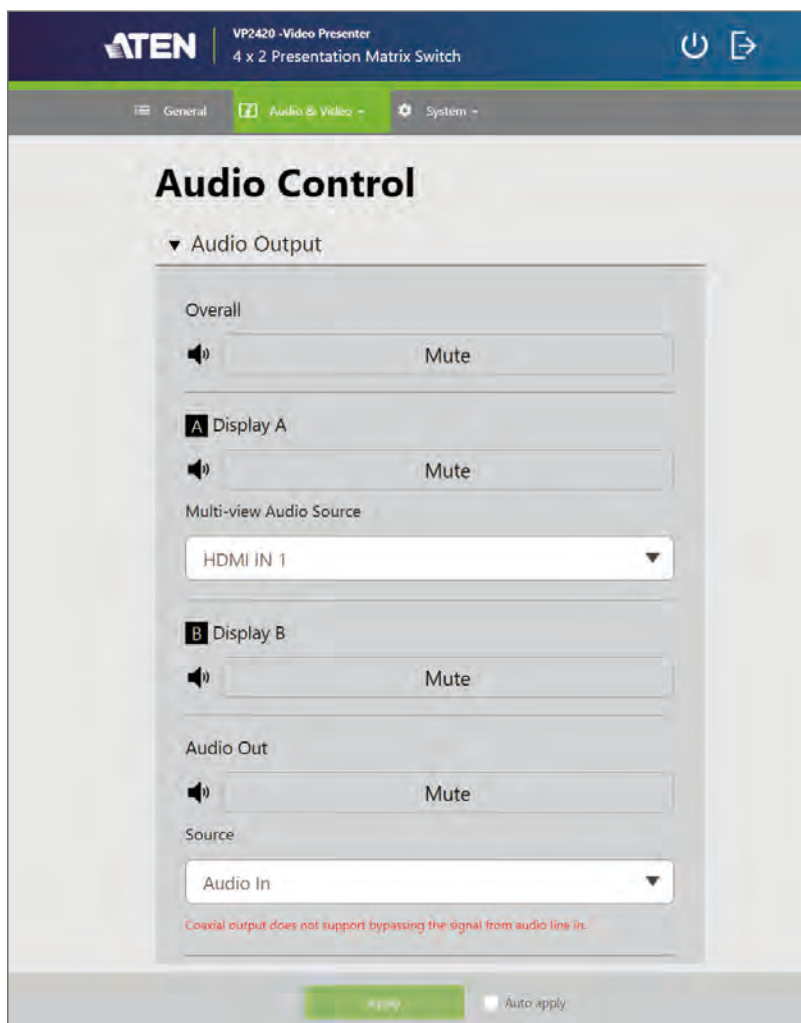 ATEN
VP2420 -Video Presenter
4 x 2 Presentation Matrix Switch
General Audio & Video System
Audio Control
Audio Output
Overall
Mute
A Display A
Mute
Multi-view Audio Source
HDMI IN 1
B Display B
Mute
Audio Out
Mute
Source
Audio In
Coaxial output does not support bypassing the signal from audio line in.
Apply Auto apply